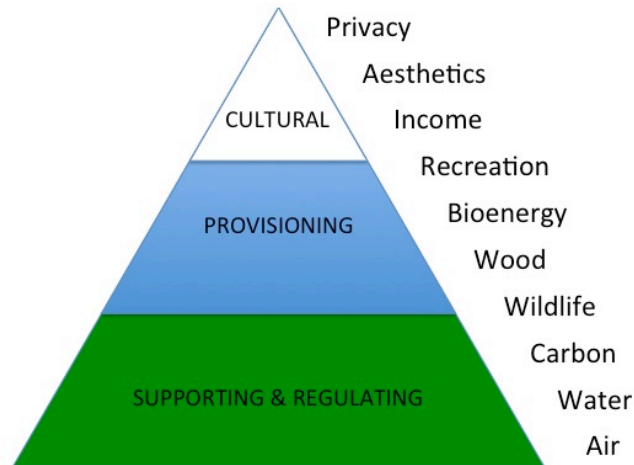 Privacy
Aesthetics
CULTURAL
Income
Recreation
Bioenergy
PROVISIONING
Wood
Wildlife
Carbon
SUPPORTING & REGULATING
Water
Air